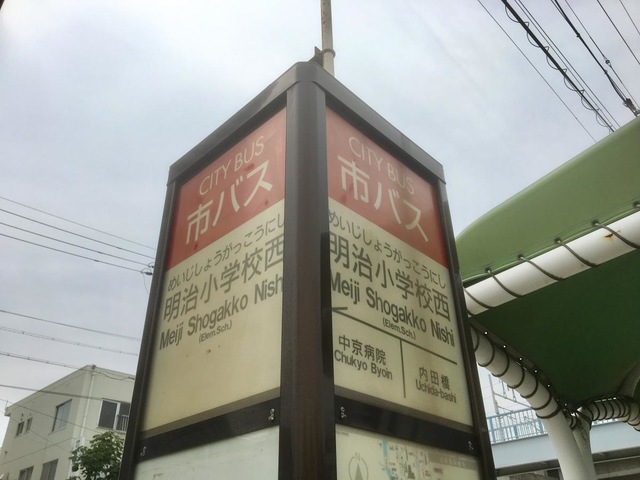 CITY BUS
市バス
めいじしょうがっこうにし
明治小学校西
Meiji Shogakko Nishi
(Elem.Sch.)
CITY BUS
市バス
めいじしょうがっこうにし
明治小学校西
Meiji Shogakko Nishi
(Elem.Sch.)
中京病院
Chukyo Byoin
内田橋
Uchida-bashi